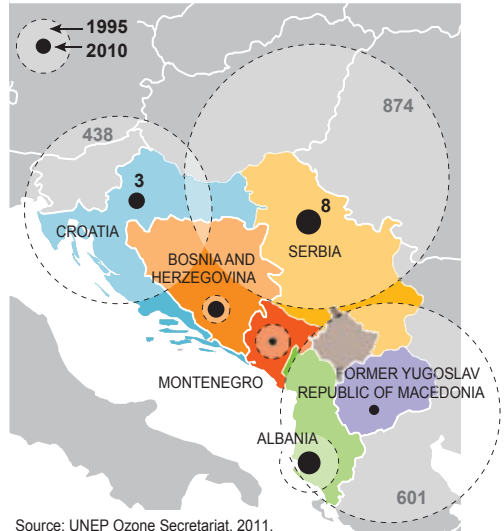 1995
2010
874
438
3
8
CROATIA
SERBIA
BOSNIA AND
HERZEGOVINA
MONTENEGRO
FORMER YUGOSLAV
REPUBLIC OF MACEDONIA
ALBANIA
601
Source: UNEP Ozone Secretariat, 2011.